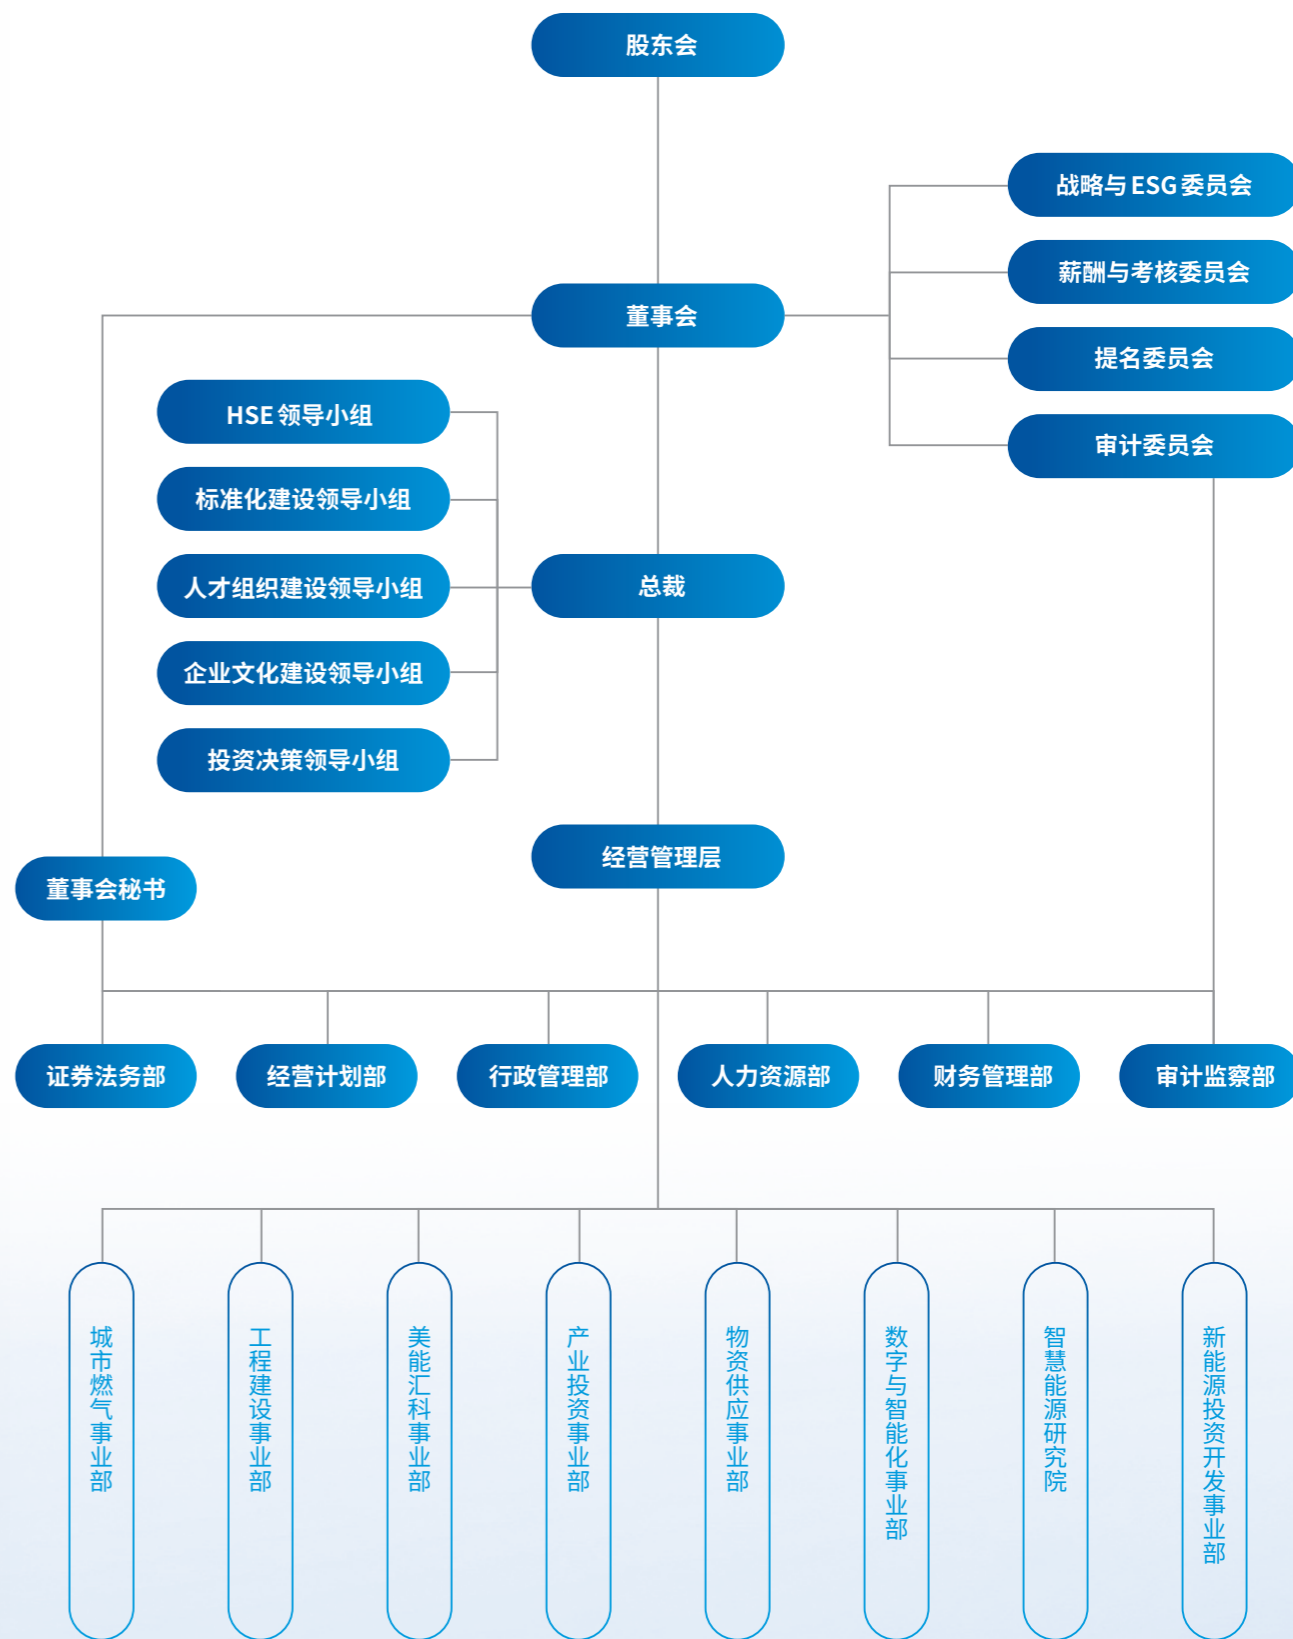 股东会
战略与ESG委员会
薪酬与考核委员会
董事会
提名委员会
HSE领导小组
审计委员会
标准化建设领导小组
人才组织建设领导小组
总裁
企业文化建设领导小组
投资决策领导小组
经营管理层
董事会秘书
证券法务部
经营计划部
行政管理部
人力资源部
财务管理部
审计监察部
城市燃气事业部
工程建设事业部
美能汇科事业部
产业投资事业部
物资供应事业部
数字与智能化事业部
智慧能源研究院
新能源投资开发事业部